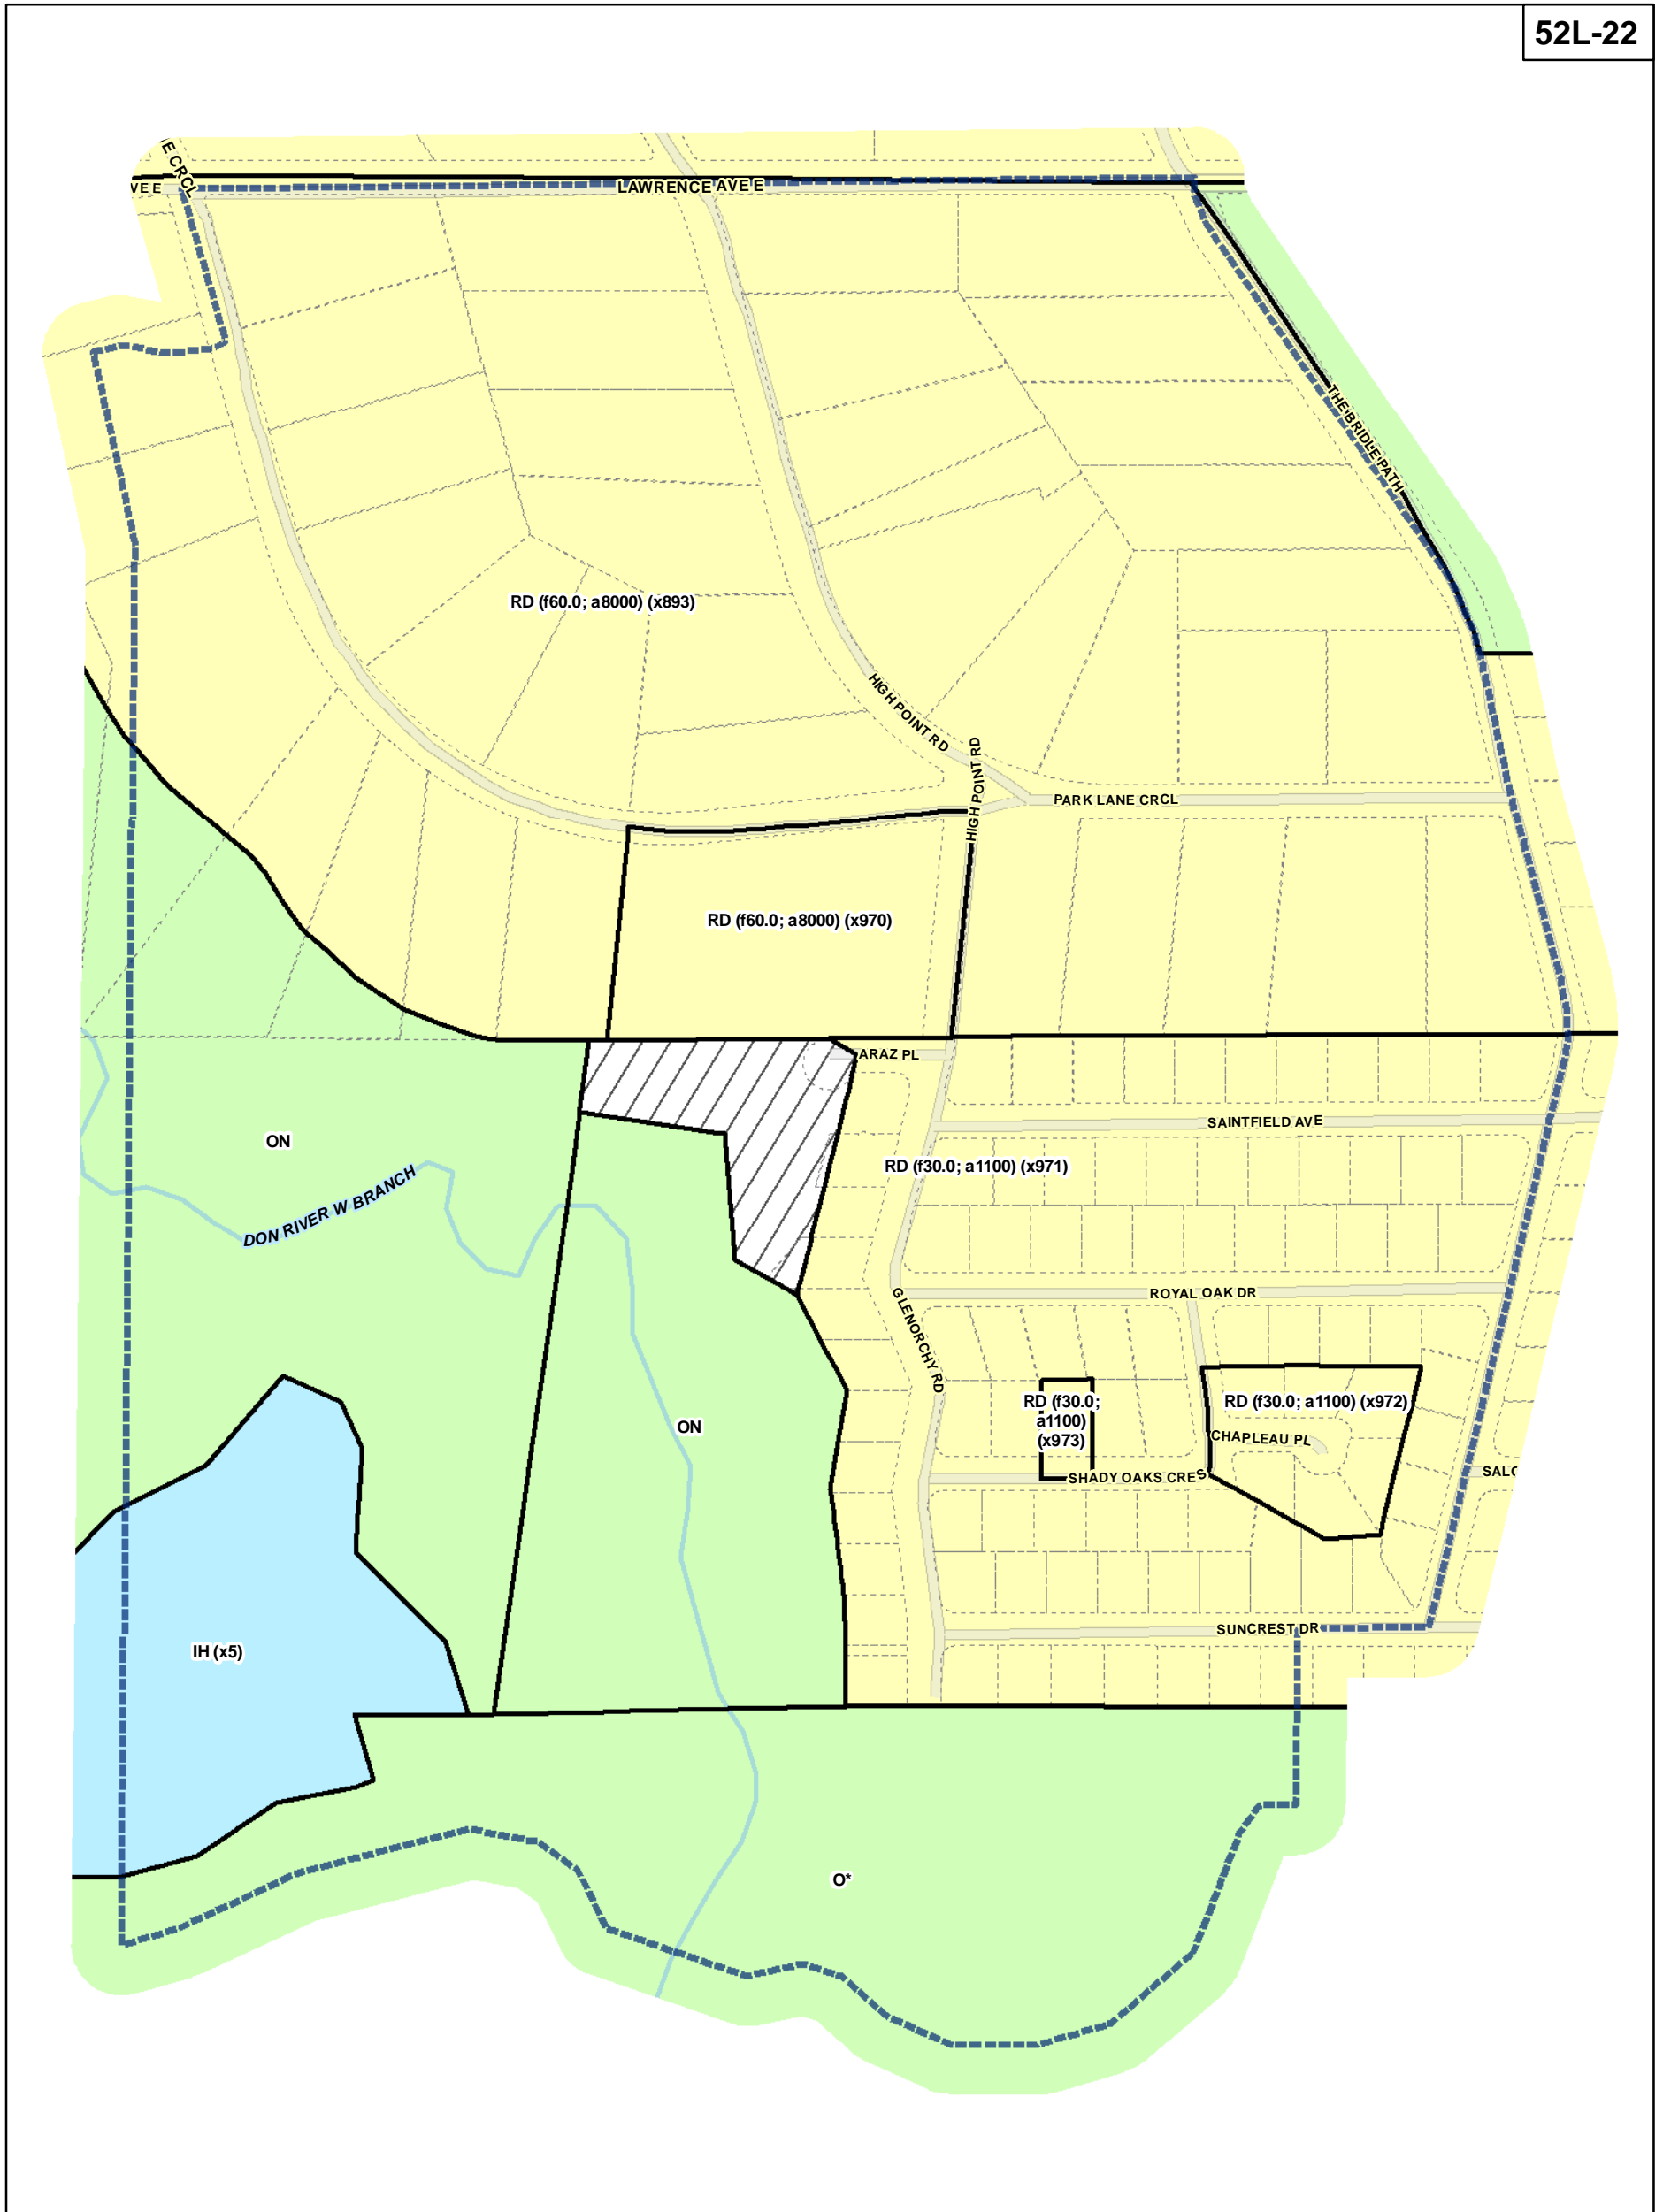 52L-22
E CRCL
VE E
LAWRENCE AVE E
THE BRIDLE PATH
RD (f60.0; a8000) (x893)
HIGH POINT RD
HIGH POINT RD
PARK LANE CRCL
RD (f60.0; a8000) (x970)
ARAZ PL
SAINTFIELD AVE
ON
RD (f30.0; a1100) (x971)
DON RIVER W BRANCH
ROYAL OAK DR
GLENORCHY RD
RD (f30.0;
a1100)
(x973)
RD (f30.0; a1100) (x972)
ON
CHAPLEAU PL
SHADY OAKS CRES
SALO
SUNCREST DR
IH (x5)
O*